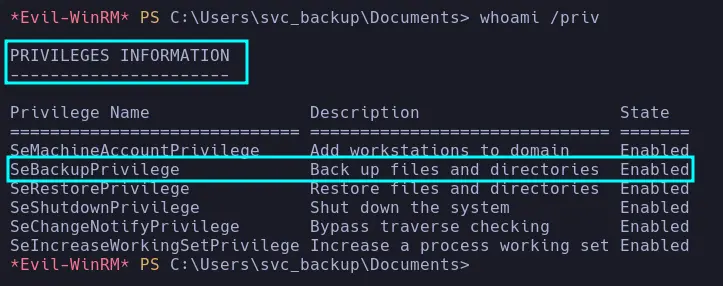 *Evil-WinRM* PS C:\Users\svc_backup\Documents> whoami /priv
PRIVILEGES INFORMATION
----------------------
Privilege Name Description State
============================= ============================== =======
SeMachineAccountPrivilege Add workstations to domain Enabled
SeBackupPrivilege Back up files and directories Enabled
SeRestorePrivilege Restore files and directories Enabled
SeShutdownPrivilege Shut down the system Enabled
SeChangeNotifyPrivilege Bypass traverse checking Enabled
SeIncreaseWorkingSetPrivilege Increase a process working set Enabled
*Evil-WinRM* PS C:\Users\svc_backup\Documents>